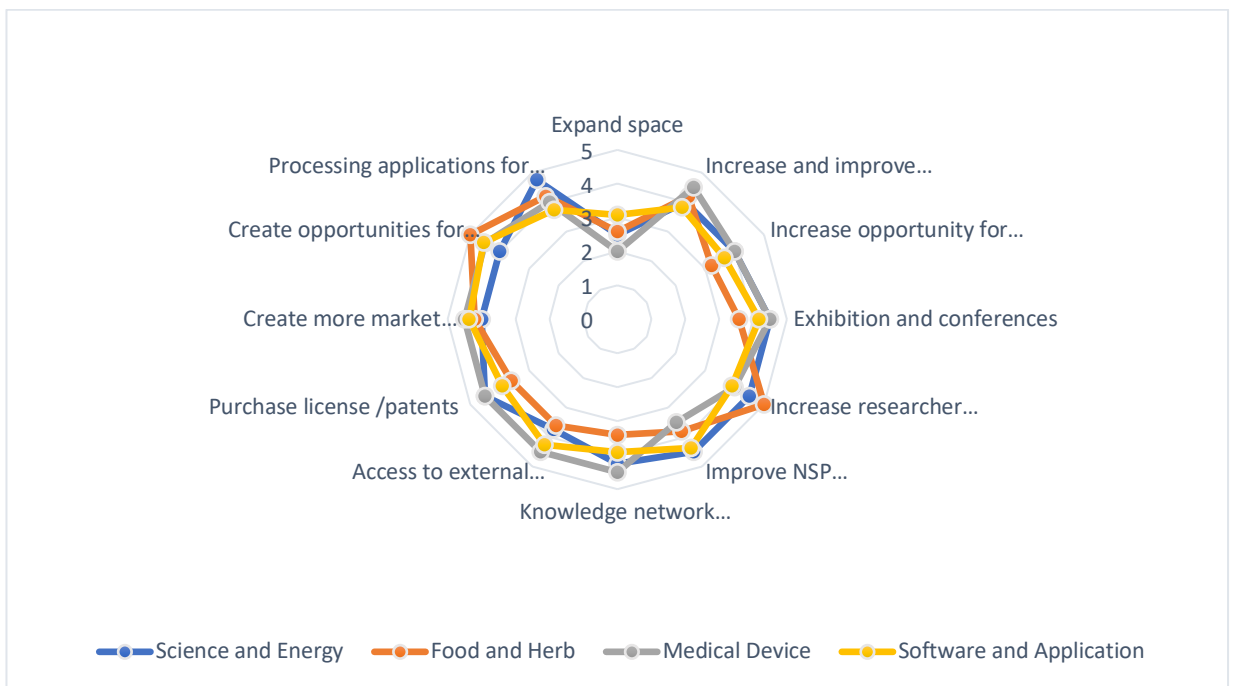 Expand space
Processing applications for…
Increase and improve…
Create opportunities for…
Increase opportunity for…
Create more market…
Exhibition and conferences
Purchase license /patents
Increase researcher…
Access to external…
Improve NSP…
Knowledge network…
5
4
3
2
1
0
Science and Energy
Food and Herb
Medical Device
Software and Application